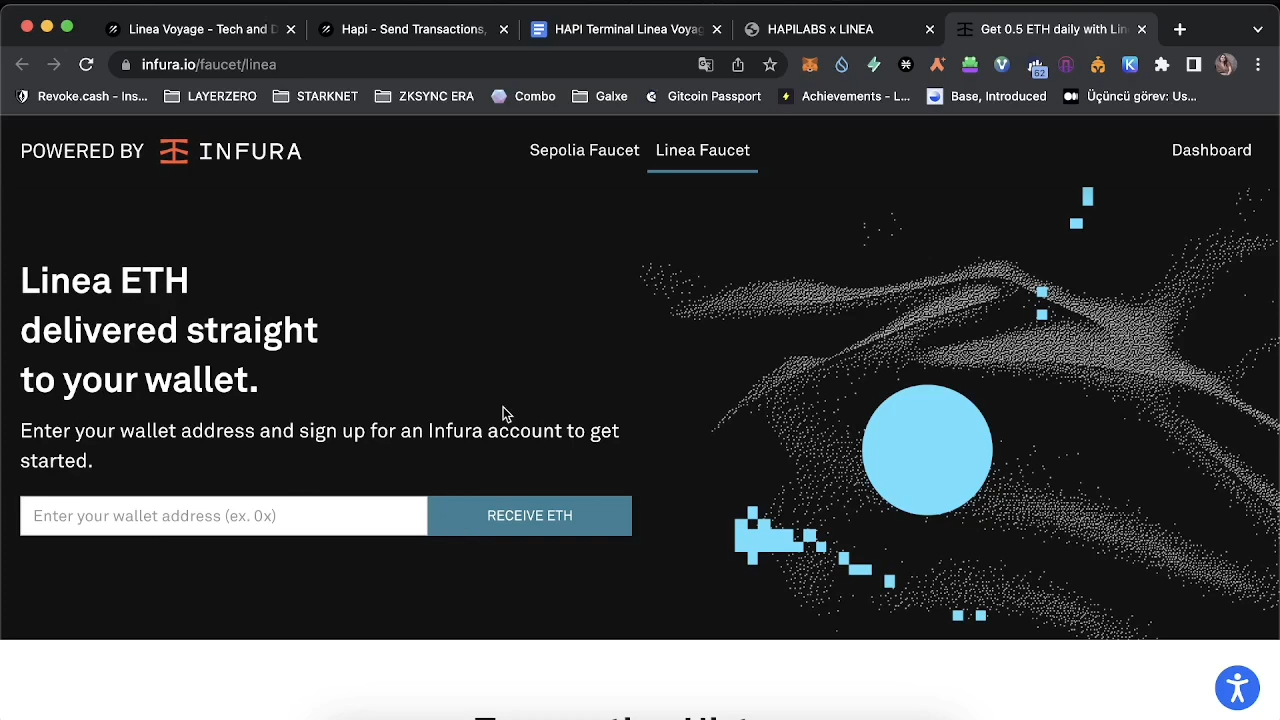 Linea Voyage - Tech and D
Hapi - Send Transactions,
HAPI Terminal Linea Voyag
HAPILABS x LINEA
Get 0.5 ETH daily with Lin
infura.io/faucet/linea
62
Revoke.cash - Ins...
LAYERZERO
STARKNET
ZKSYNC ERA
Combo
Galxe
Gitcoin Passport
Achievements - L...
Base, Introduced
Üçüncü görev: Us...
POWERED BY INFURA
Sepolia Faucet
Linea Faucet
Dashboard
Linea ETH
delivered straight
to your wallet.
Enter your wallet address and sign up for an Infura account to get
started.
Enter your wallet address (ex. 0x)
RECEIVE ETH